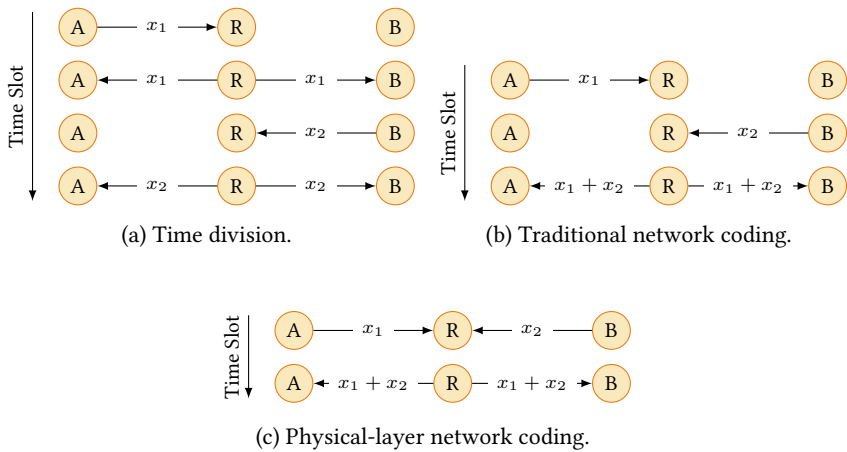 Time Slot
A x₁ R B
A x₁ R x₁ B
A R x₂ B
A x₂ R x₂ B
(a) Time division.
Time Slot
A x₁ R B
A R x₂ B
A x₁ + x₂ R x₁ + x₂ B
(b) Traditional network coding.
Time Slot
A x₁ R x₂ B
A x₁ + x₂ R x₁ + x₂ B
(c) Physical-layer network coding.